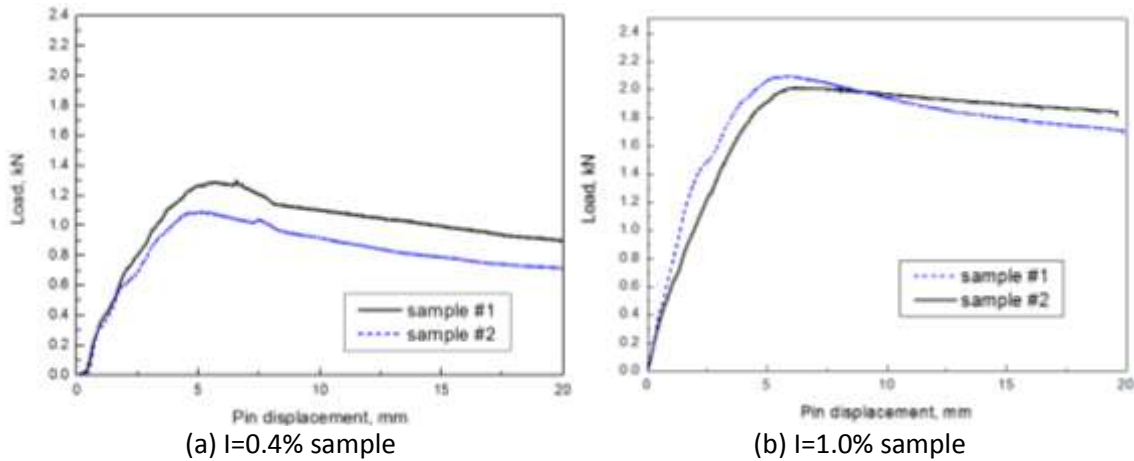 2.4
2.2
2.0
1.8
1.6
1.4
1.2
1.0
0.8
0.6
0.4
0.2
0.0
Load, kN
sample #1
sample #2
0 5 10 15 20
Pin displacement, mm
(a) I=0.4% sample
2.4
2.2
2.0
1.8
1.6
1.4
1.2
1.0
0.8
0.6
0.4
0.2
0.0
Load, kN
sample #1
sample #2
0 5 10 15 20
Pin displacement, mm
(b) I=1.0% sample